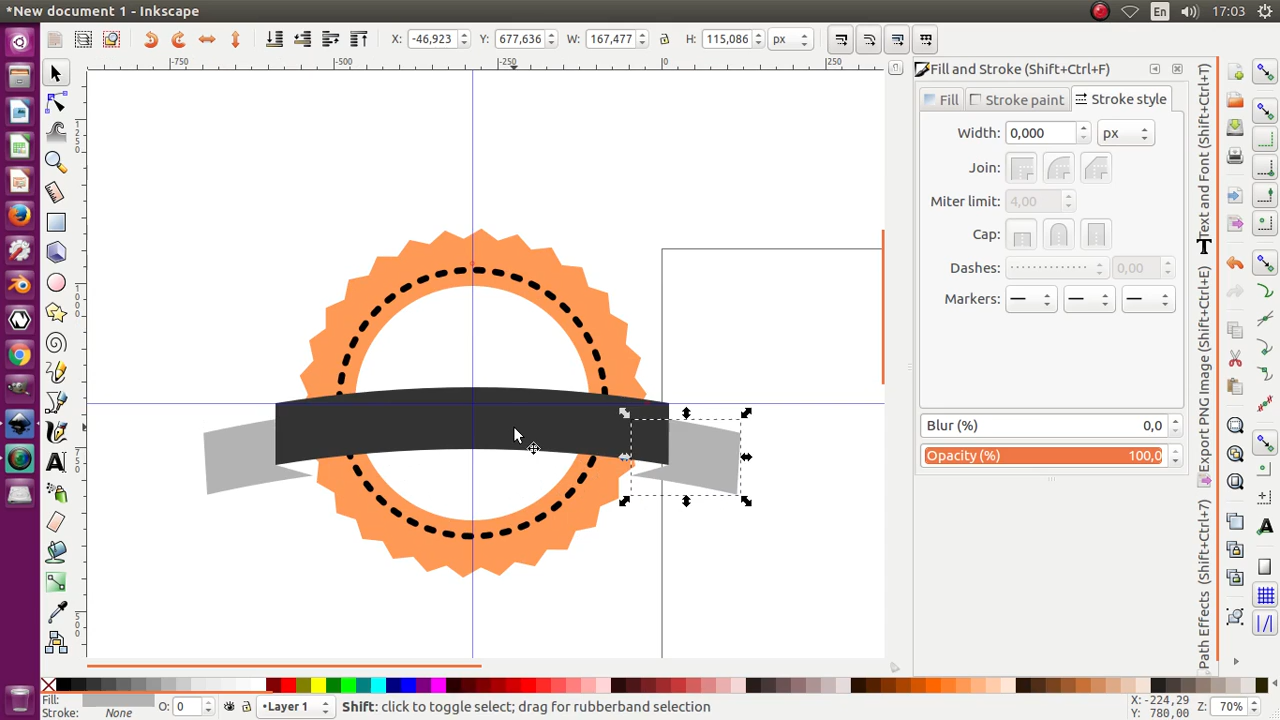 *New document 1 - Inkscape
En
17:03
X: -46,923
Y: 677,636
W: 167,477
H: 115,086
px
-750
-500
-250
0
250
Fill and Stroke (Shift+Ctrl+F)
Fill
Stroke paint
Stroke style
Width: 0,000 px
Join:
Miter limit: 4,00
Cap:
Dashes: 0,00
Markers:
Blur (%) 0,0
Opacity (%) 100,0
Text and Font (Shift+Ctrl+T)
Export PNG Image (Shift+Ctrl+E)
Path Effects (Shift+Ctrl+7)
1250
1000
750
500
Fill:
Stroke: None
O: 0
•Layer 1
Shift: click to toggle select; drag for rubberband selection
X: -224,29
Y: 780,00
Z: 70%